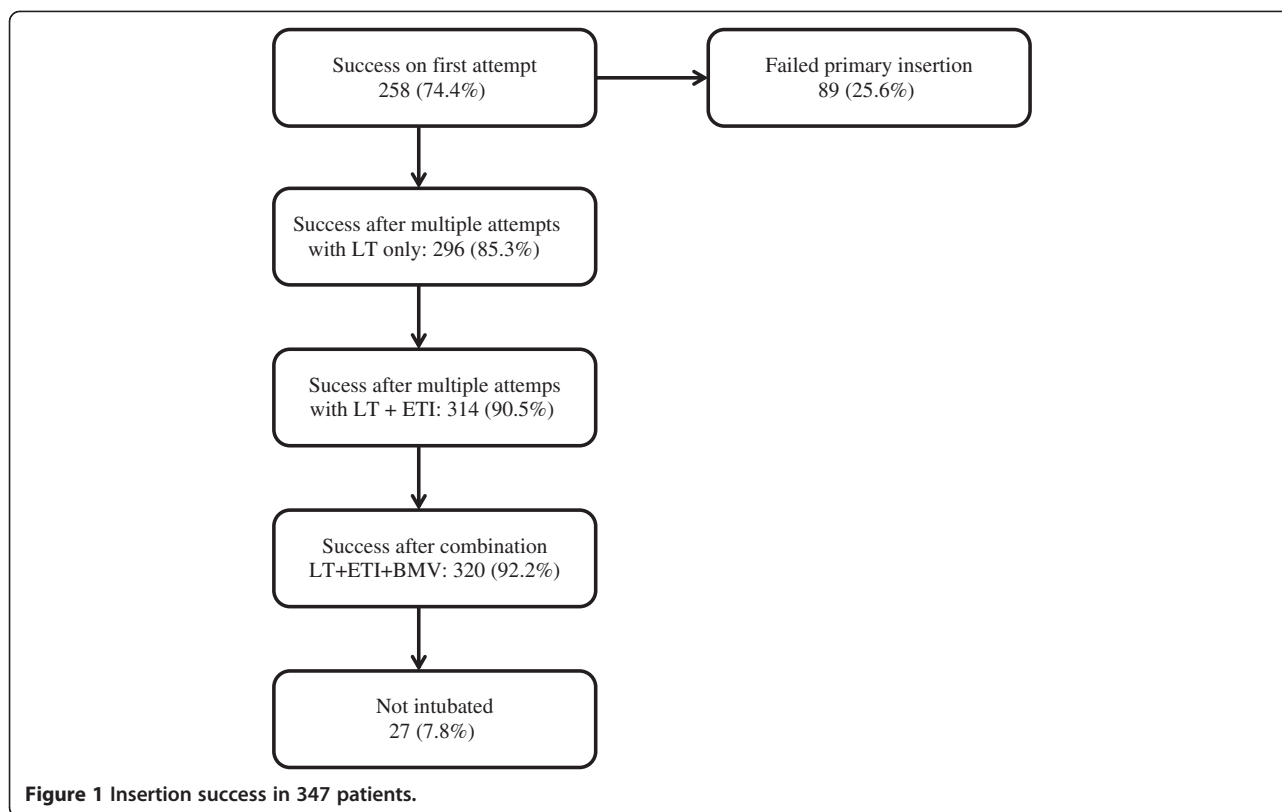 Success on first attempt
258 (74.4%)
Failed primary insertion
89 (25.6%)
Success after multiple attempts
with LT only: 296 (85.3%)
Sucess after multiple attemps
with LT + ETI: 314 (90.5%)
Success after combination
LT+ETI+BMV: 320 (92.2%)
Not intubated
27 (7.8%)
Figure 1 Insertion success in 347 patients.